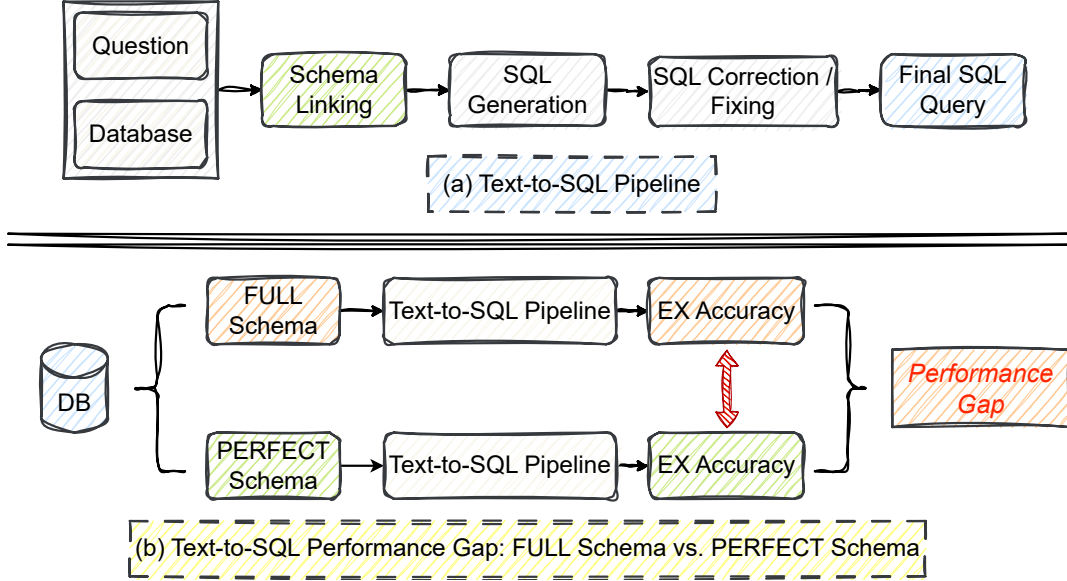 Question
Database
Schema
Linking
SQL
Generation
SQL Correction /
Fixing
Final SQL
Query
(a) Text-to-SQL Pipeline
DB
FULL
Schema
Text-to-SQL Pipeline
EX Accuracy
PERFECT
Schema
Text-to-SQL Pipeline
EX Accuracy
Performance
Gap
(b) Text-to-SQL Performance Gap: FULL Schema vs. PERFECT Schema